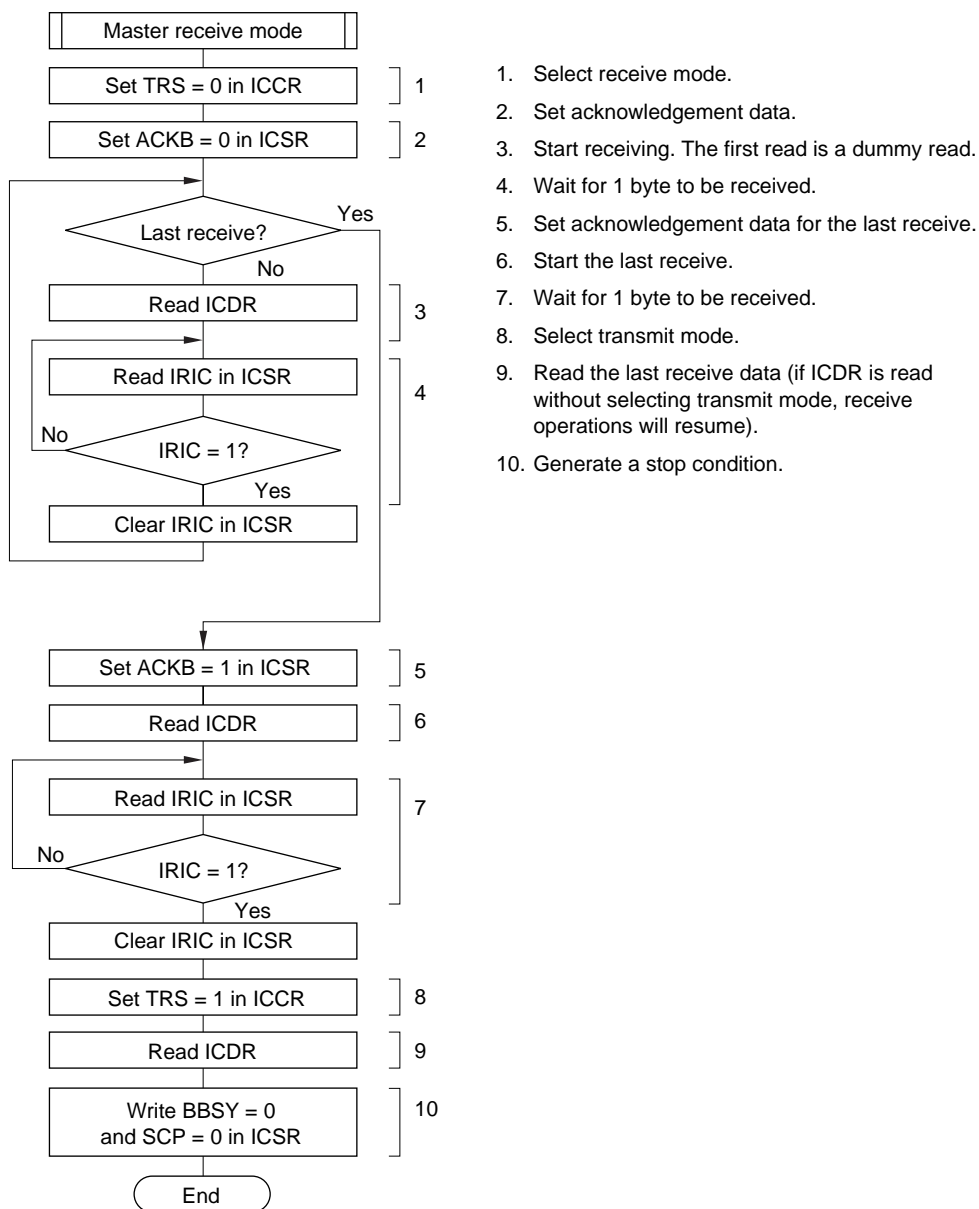 Master receive mode
Set TRS = 0 in ICCR
1
Set ACKB = 0 in ICSR
2
Last receive?
Yes
No
Read ICDR
3
Read IRIC in ICSR
4
No
IRIC = 1?
Yes
Clear IRIC in ICSR
Set ACKB = 1 in ICSR
5
Read ICDR
6
Read IRIC in ICSR
7
No
IRIC = 1?
Yes
Clear IRIC in ICSR
Set TRS = 1 in ICCR
8
Read ICDR
9
Write BBSY = 0
and SCP = 0 in ICSR
10
End
1. Select receive mode.
2. Set acknowledgement data.
3. Start receiving. The first read is a dummy read.
4. Wait for 1 byte to be received.
5. Set acknowledgement data for the last receive.
6. Start the last receive.
7. Wait for 1 byte to be received.
8. Select transmit mode.
9. Read the last receive data (if ICDR is read
without selecting transmit mode, receive
operations will resume).
10. Generate a stop condition.